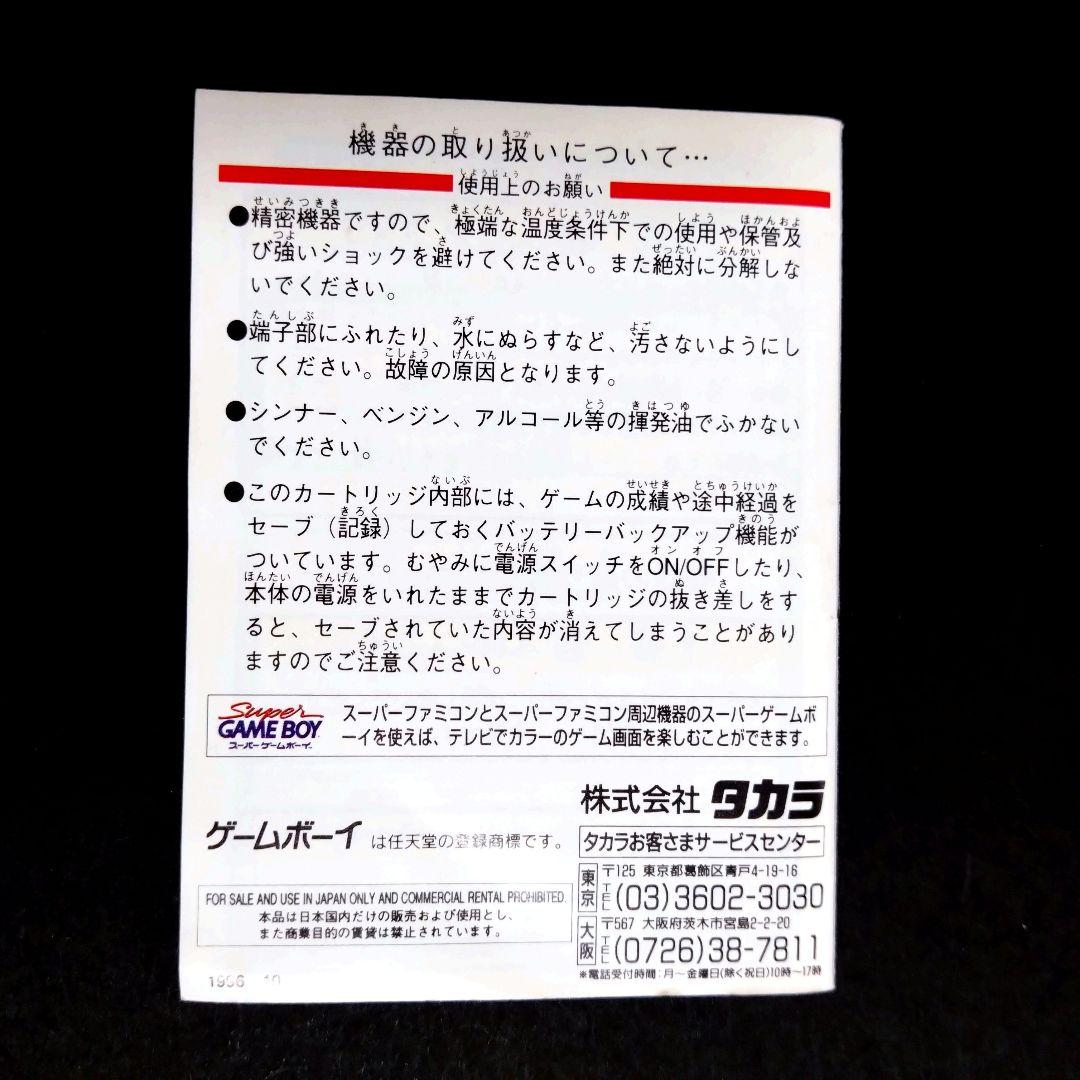 機器の取り扱いについて…
使用上のお願い
●精密機器ですので、極端な温度条件下での使用や保管及
び強いショックを避けてください。また絶対に分解しな
いでください。
●端子部にふれたり、水にぬらすなど、汚さないようにし
てください。故障の原因となります。
●シンナー、ベンジン、アルコール等の揮発油でふかない
でください。
●このカートリッジ内部には、ゲームの成績や途中経過を
セーブ（記録）しておくバッテリーバックアップ機能が
ついています。むやみに電源スイッチをON/OFFしたり、
本体の電源をいれたままでカートリッジの抜き差しをす
ると、セーブされていた内容が消えてしまうことがあり
ますのでご注意ください。
Super
GAME BOY
スーパーゲームボーイ
スーパーファミコンとスーパーファミコン周辺機器のスーパーゲームボ
ーイを使えば、テレビでカラーのゲーム画面を楽しむことができます。
ゲームボーイ は任天堂の登録商標です。
FOR SALE AND USE IN JAPAN ONLY AND COMMERCIAL RENTAL PROHIBITED.
本品は日本国内だけの販売および使用とし、
また商業目的の賃貸は禁止されています。
株式会社 タカラ
タカラお客さまサービスセンター
東京 〒125 東京都葛飾区青戸4-19-16
TEL (03)3602-3030
大阪 〒567 大阪府茨木市宮島2-2-20
TEL (0726)38-7811
※電話受付時間：月～金曜日(除く祝日)10時～17時
1996 10